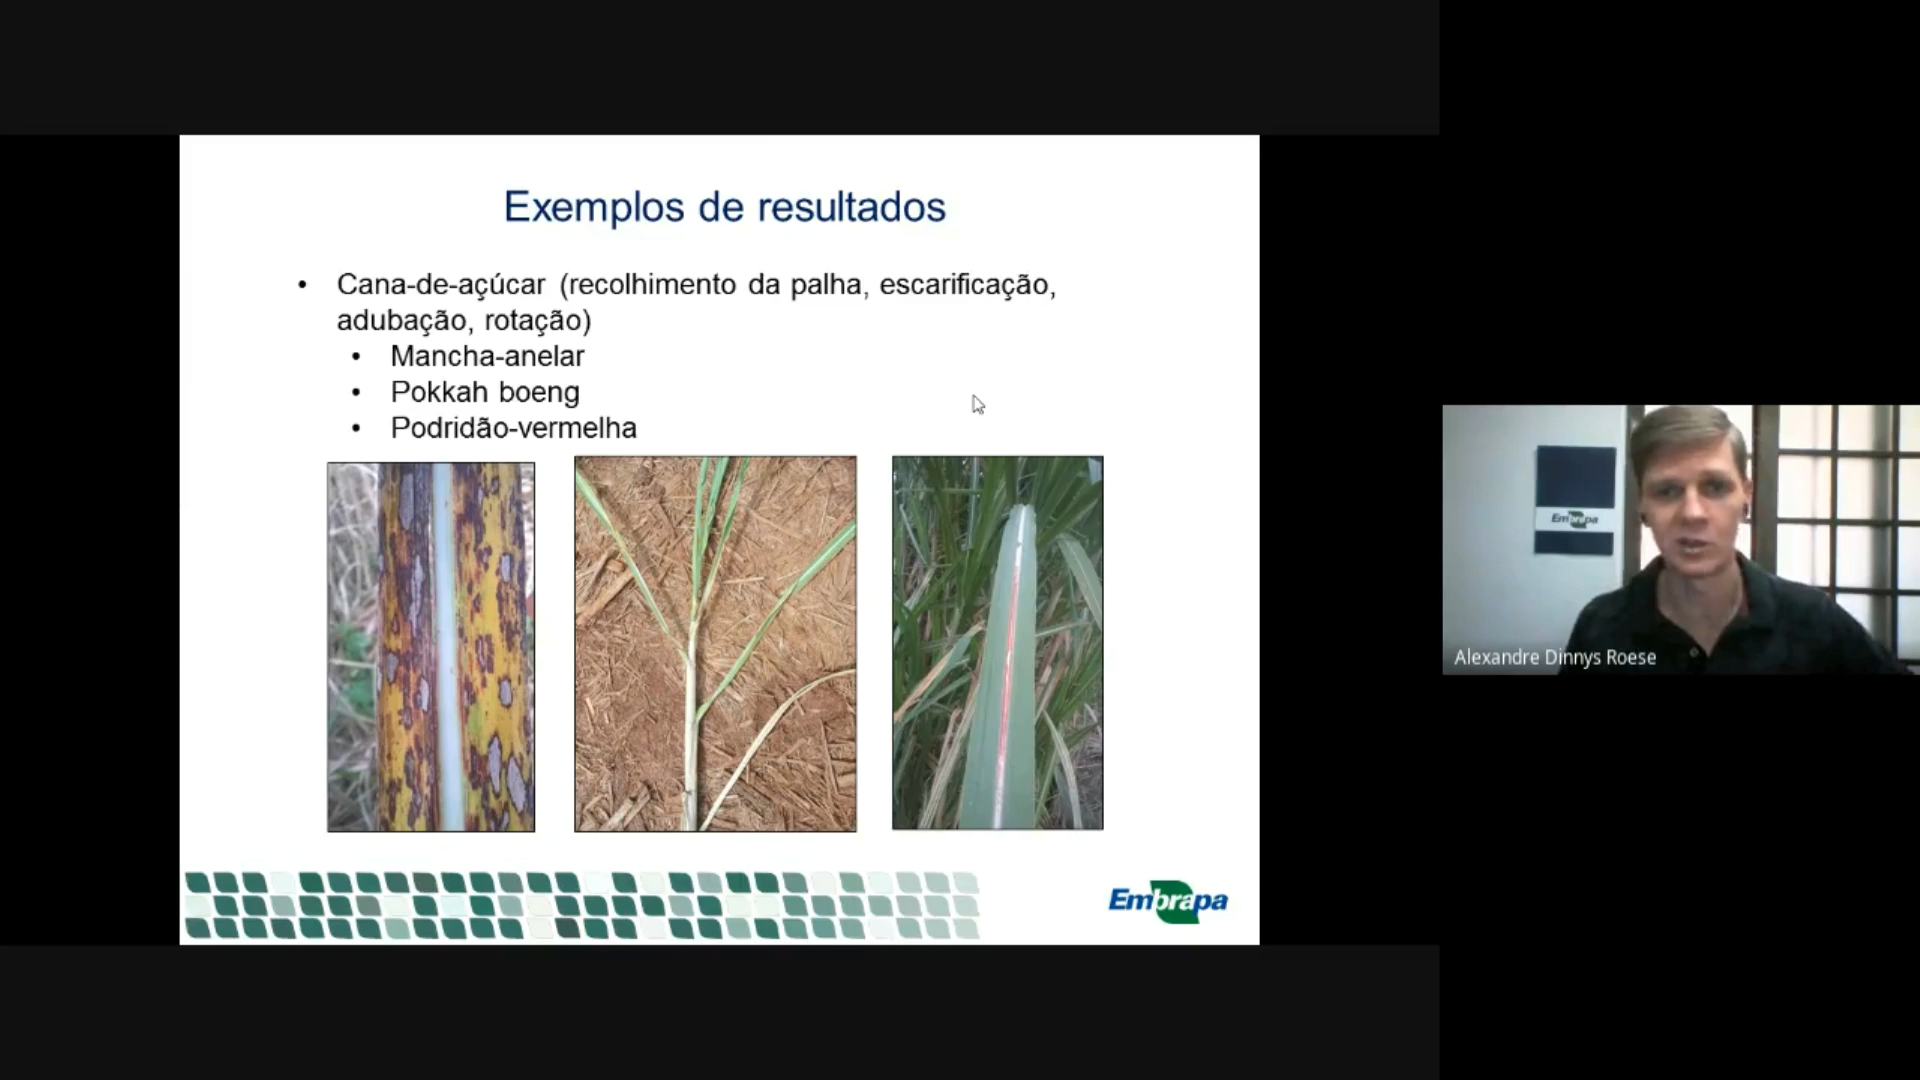 Exemplos de resultados
• Cana-de-açúcar (recolhimento da palha, escarificação,
adubação, rotação)
• Mancha-anelar
• Pokkah boeng
• Podridão-vermelha
Embrapa
Embrapa
Alexandre Dinnys Roese